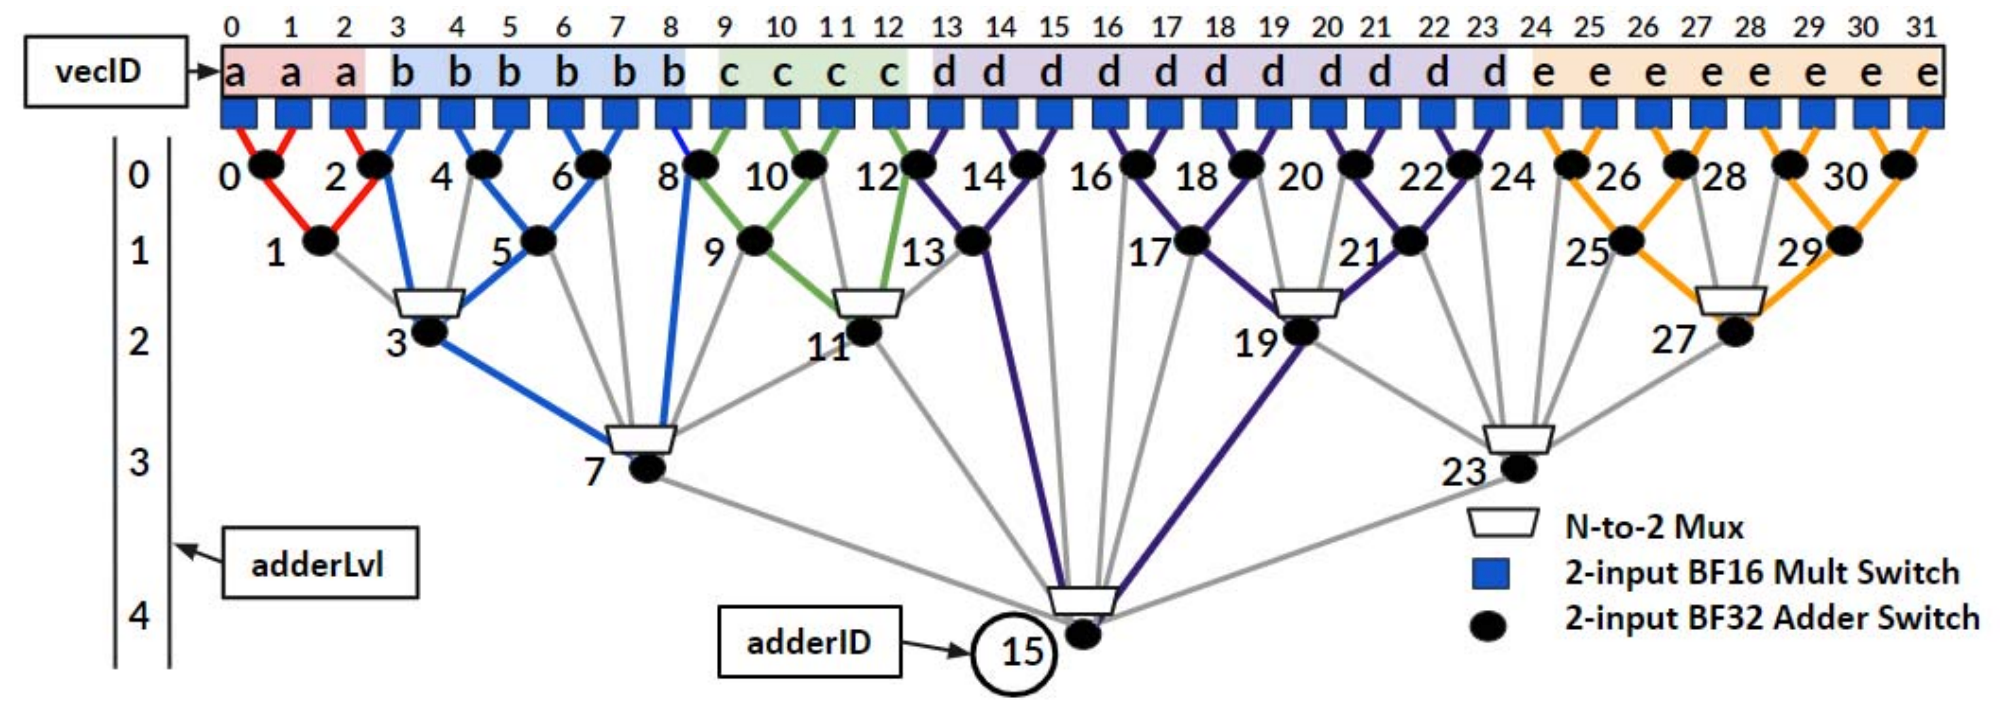 0 1 2 3 4 5 6 7 8 9 10 11 12 13 14 15 16 17 18 19 20 21 22 23 24 25 26 27 28 29 30 31
vecID
a a a b b b b b b c c c c d d d d d d d d d d d e e e e e e e e
0 0 2 4 6 8 10 12 14 16 18 20 22 24 26 28 30
1 1 5 9 13 17 21 25 29
2 3 11 19 27
3 7 23
N-to-2 Mux
adderLvl
2-input BF16 Mult Switch
4
2-input BF32 Adder Switch
adderID
15